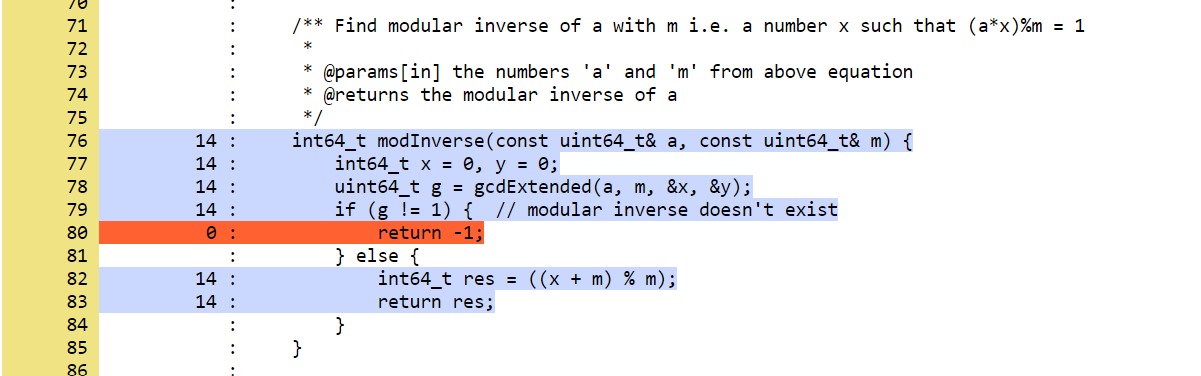 70 :
71 : /** Find modular inverse of a with m i.e. a number x such that (a*x)%m = 1
72 : *
73 : * @params[in] the numbers 'a' and 'm' from above equation
74 : * @returns the modular inverse of a
75 : */
76 14 : int64_t modInverse(const uint64_t& a, const uint64_t& m) {
77 14 : int64_t x = 0, y = 0;
78 14 : uint64_t g = gcdExtended(a, m, &x, &y);
79 14 : if (g != 1) { // modular inverse doesn't exist
80 0 : return -1;
81 : } else {
82 14 : int64_t res = ((x + m) % m);
83 14 : return res;
84 : }
85 : }
86 :